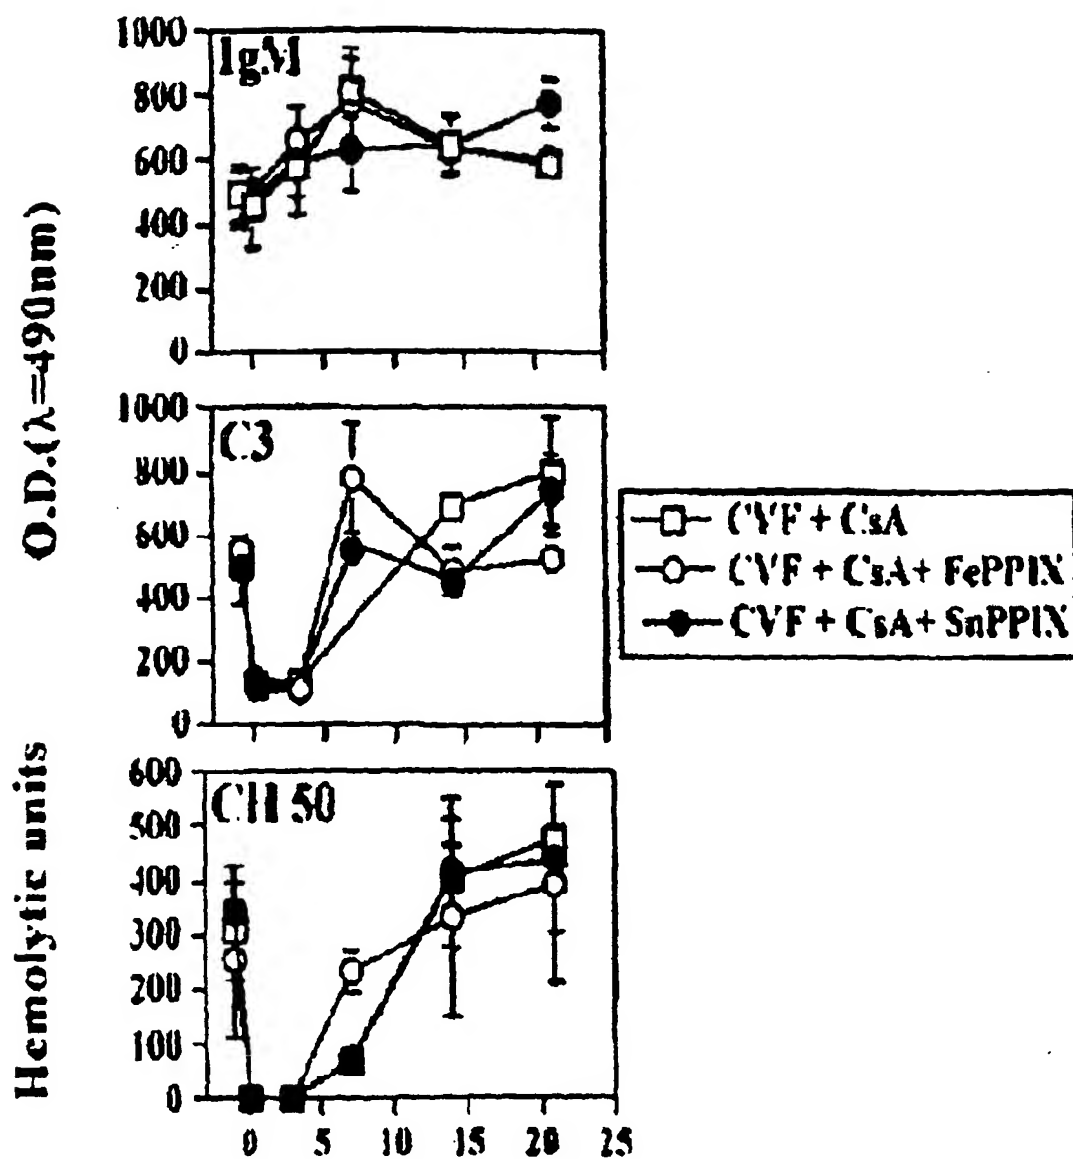 O.D.(λ=490nm)
Hemolytic units
IgM
1000
800
600
400
200
0
C3
1000
800
600
400
200
0
CVF + CsA
CVF + CsA+ FePPIX
CVF + CsA+ SnPPIX
CH 50
600
500
400
300
200
100
0
0 5 10 15 20 25